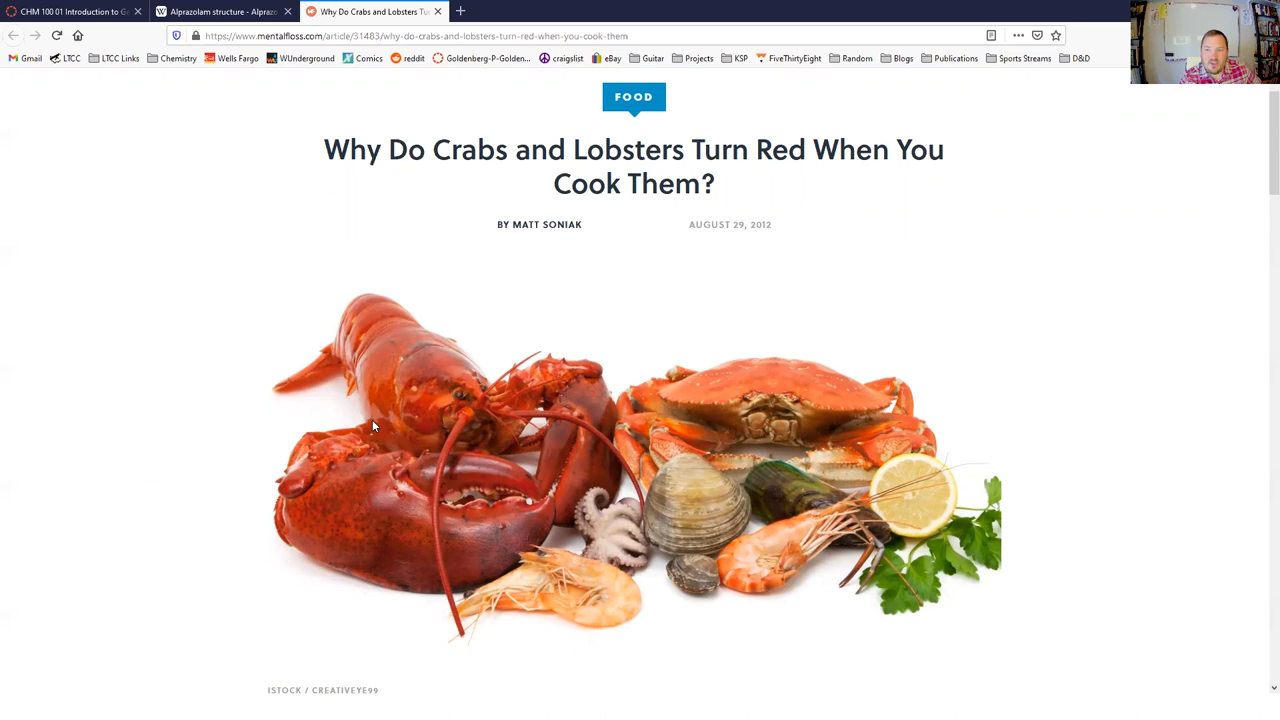 CHM 100 01 Introduction to Ge
Alprazolam structure - Alprazo
Why Do Crabs and Lobsters Tur
https://www.mentalfloss.com/article/31483/why-do-crabs-and-lobsters-turn-red-when-you-cook-them
Gmail LTCC LTCC Links Chemistry Wells Fargo WUnderground Comics reddit Goldenberg-P-Golden... craigslist eBay Guitar Projects KSP FiveThirtyEight Random Blogs Publications Sports Streams D&D
FOOD
Why Do Crabs and Lobsters Turn Red When You
Cook Them?
BY MATT SONIAK AUGUST 29, 2012
ISTOCK / CREATIVEYE99